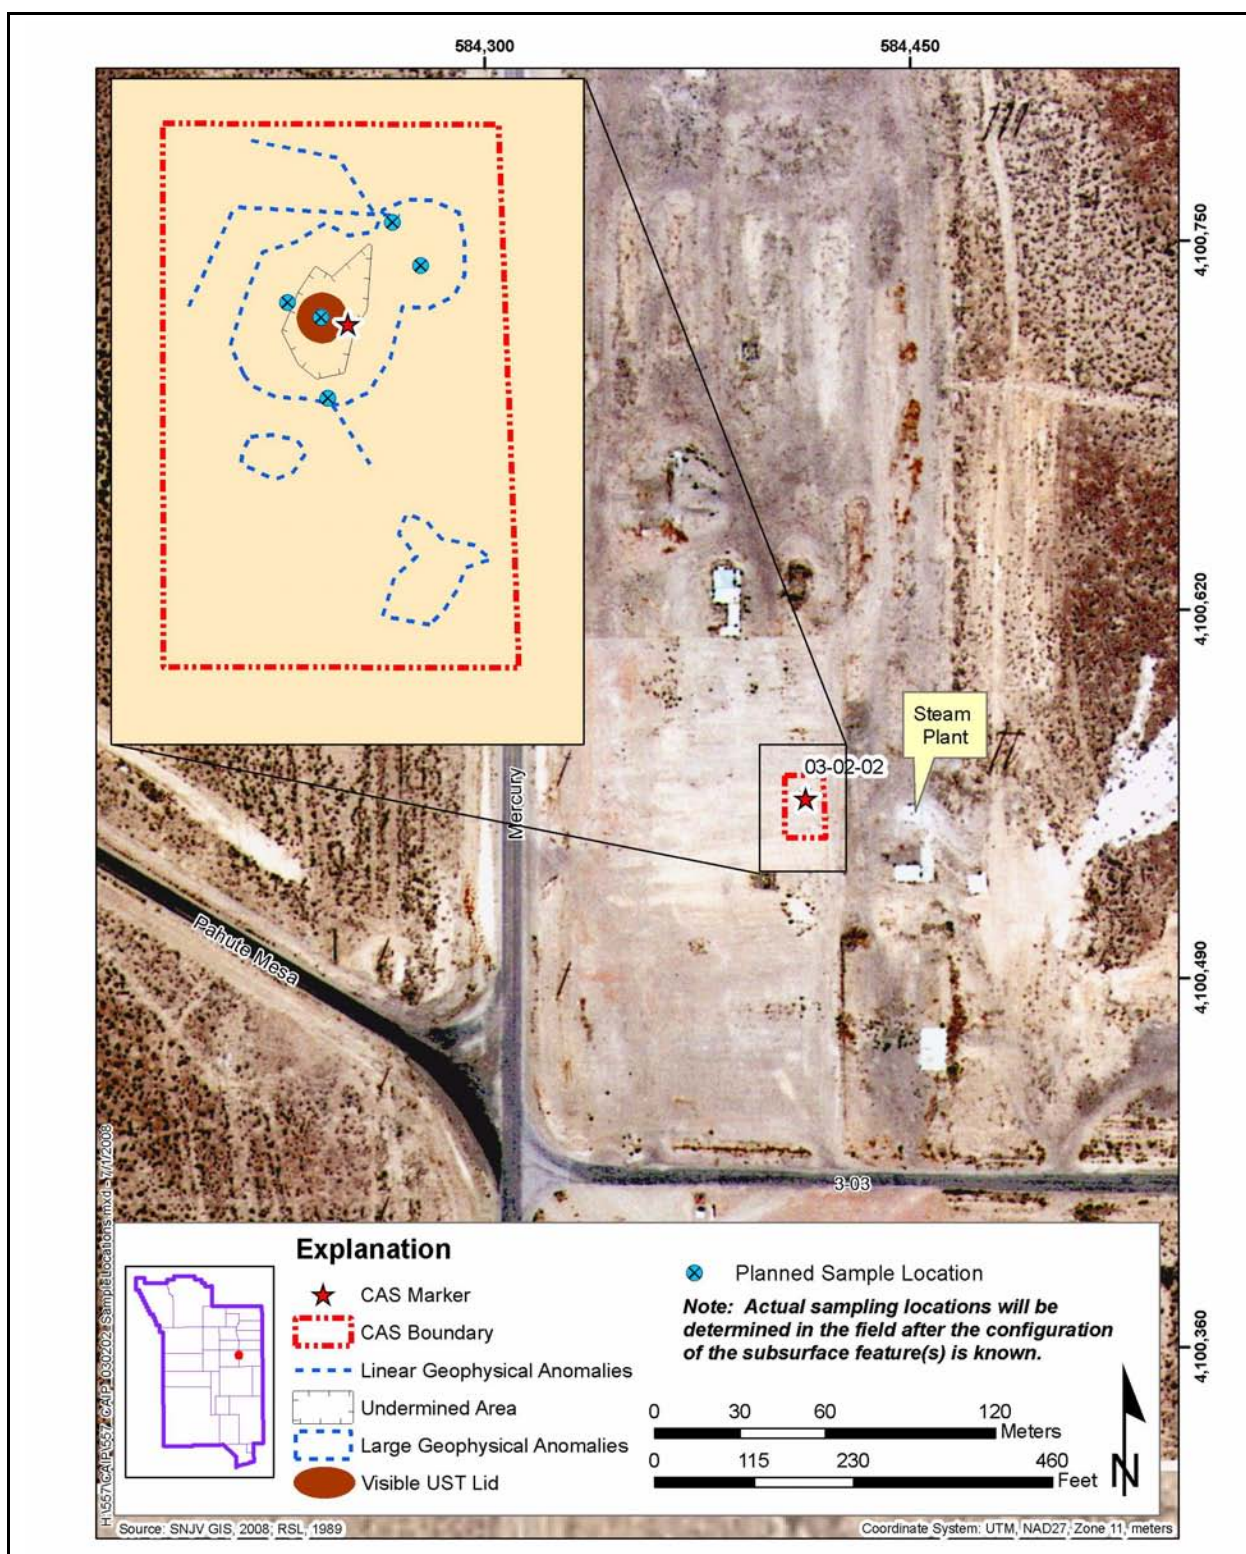 584,300
584,450
4,100,750
4,100,620
4,100,490
4,100,360
03-02-02
Steam
Plant
Mercury
Pahute Mesa
3-03
Explanation
CAS Marker
CAS Boundary
Linear Geophysical Anomalies
Undermined Area
Large Geophysical Anomalies
Visible UST Lid
Planned Sample Location
Note: Actual sampling locations will be
determined in the field after the configuration
of the subsurface feature(s) is known.
0 30 60 120
Meters
0 115 230 460
Feet
N
Source: SNJV GIS, 2008; RSL, 1989
Coordinate System: UTM, NAD27, Zone 11, meters